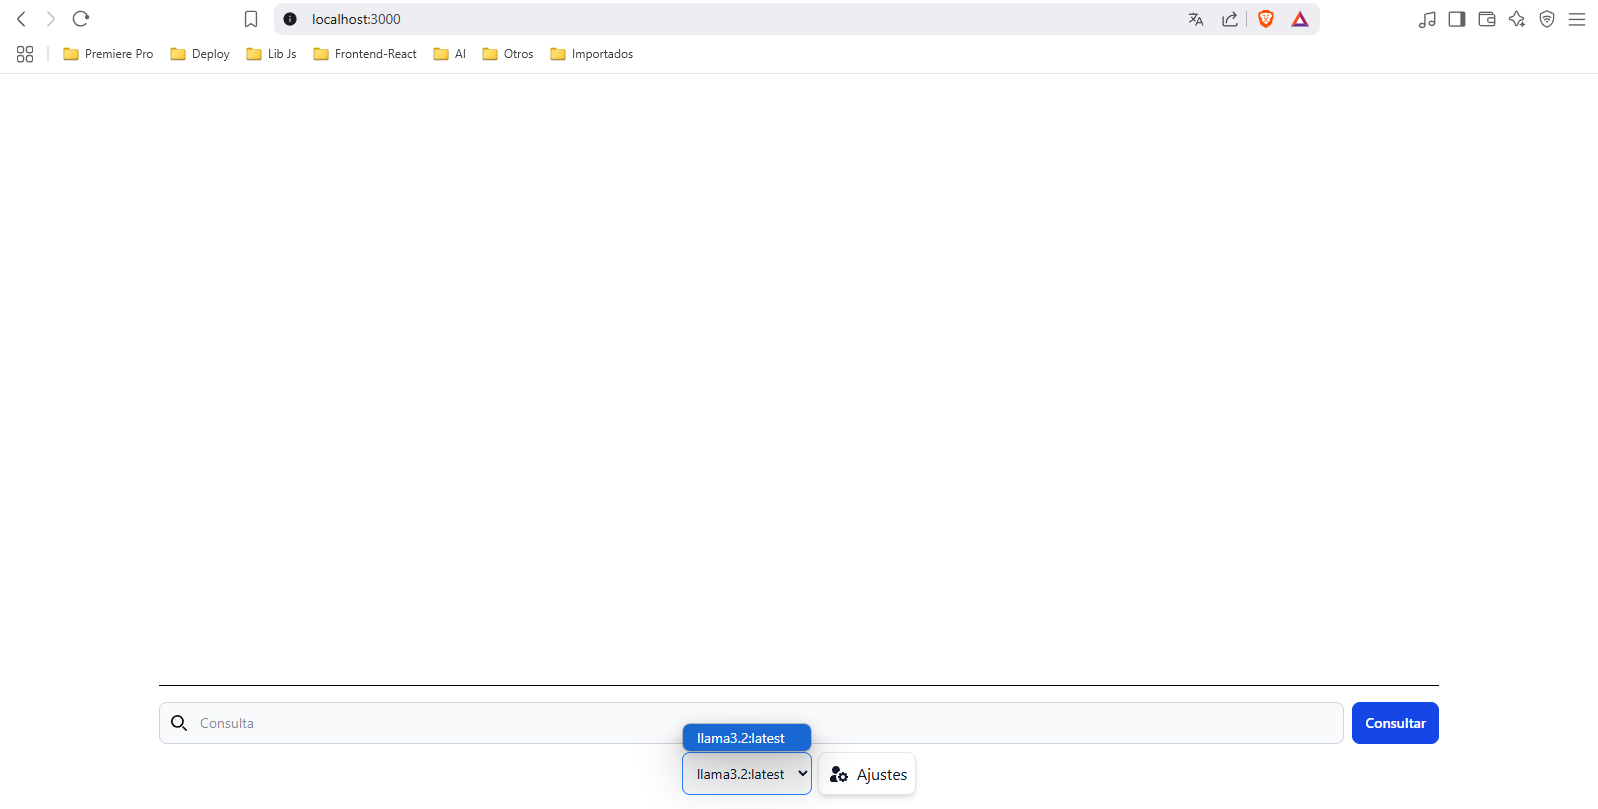 localhost:3000
Premiere Pro Deploy Lib Js Frontend-React AI Otros Importados
Consulta
Consultar
llama3.2:latest
llama3.2:latest
Ajustes